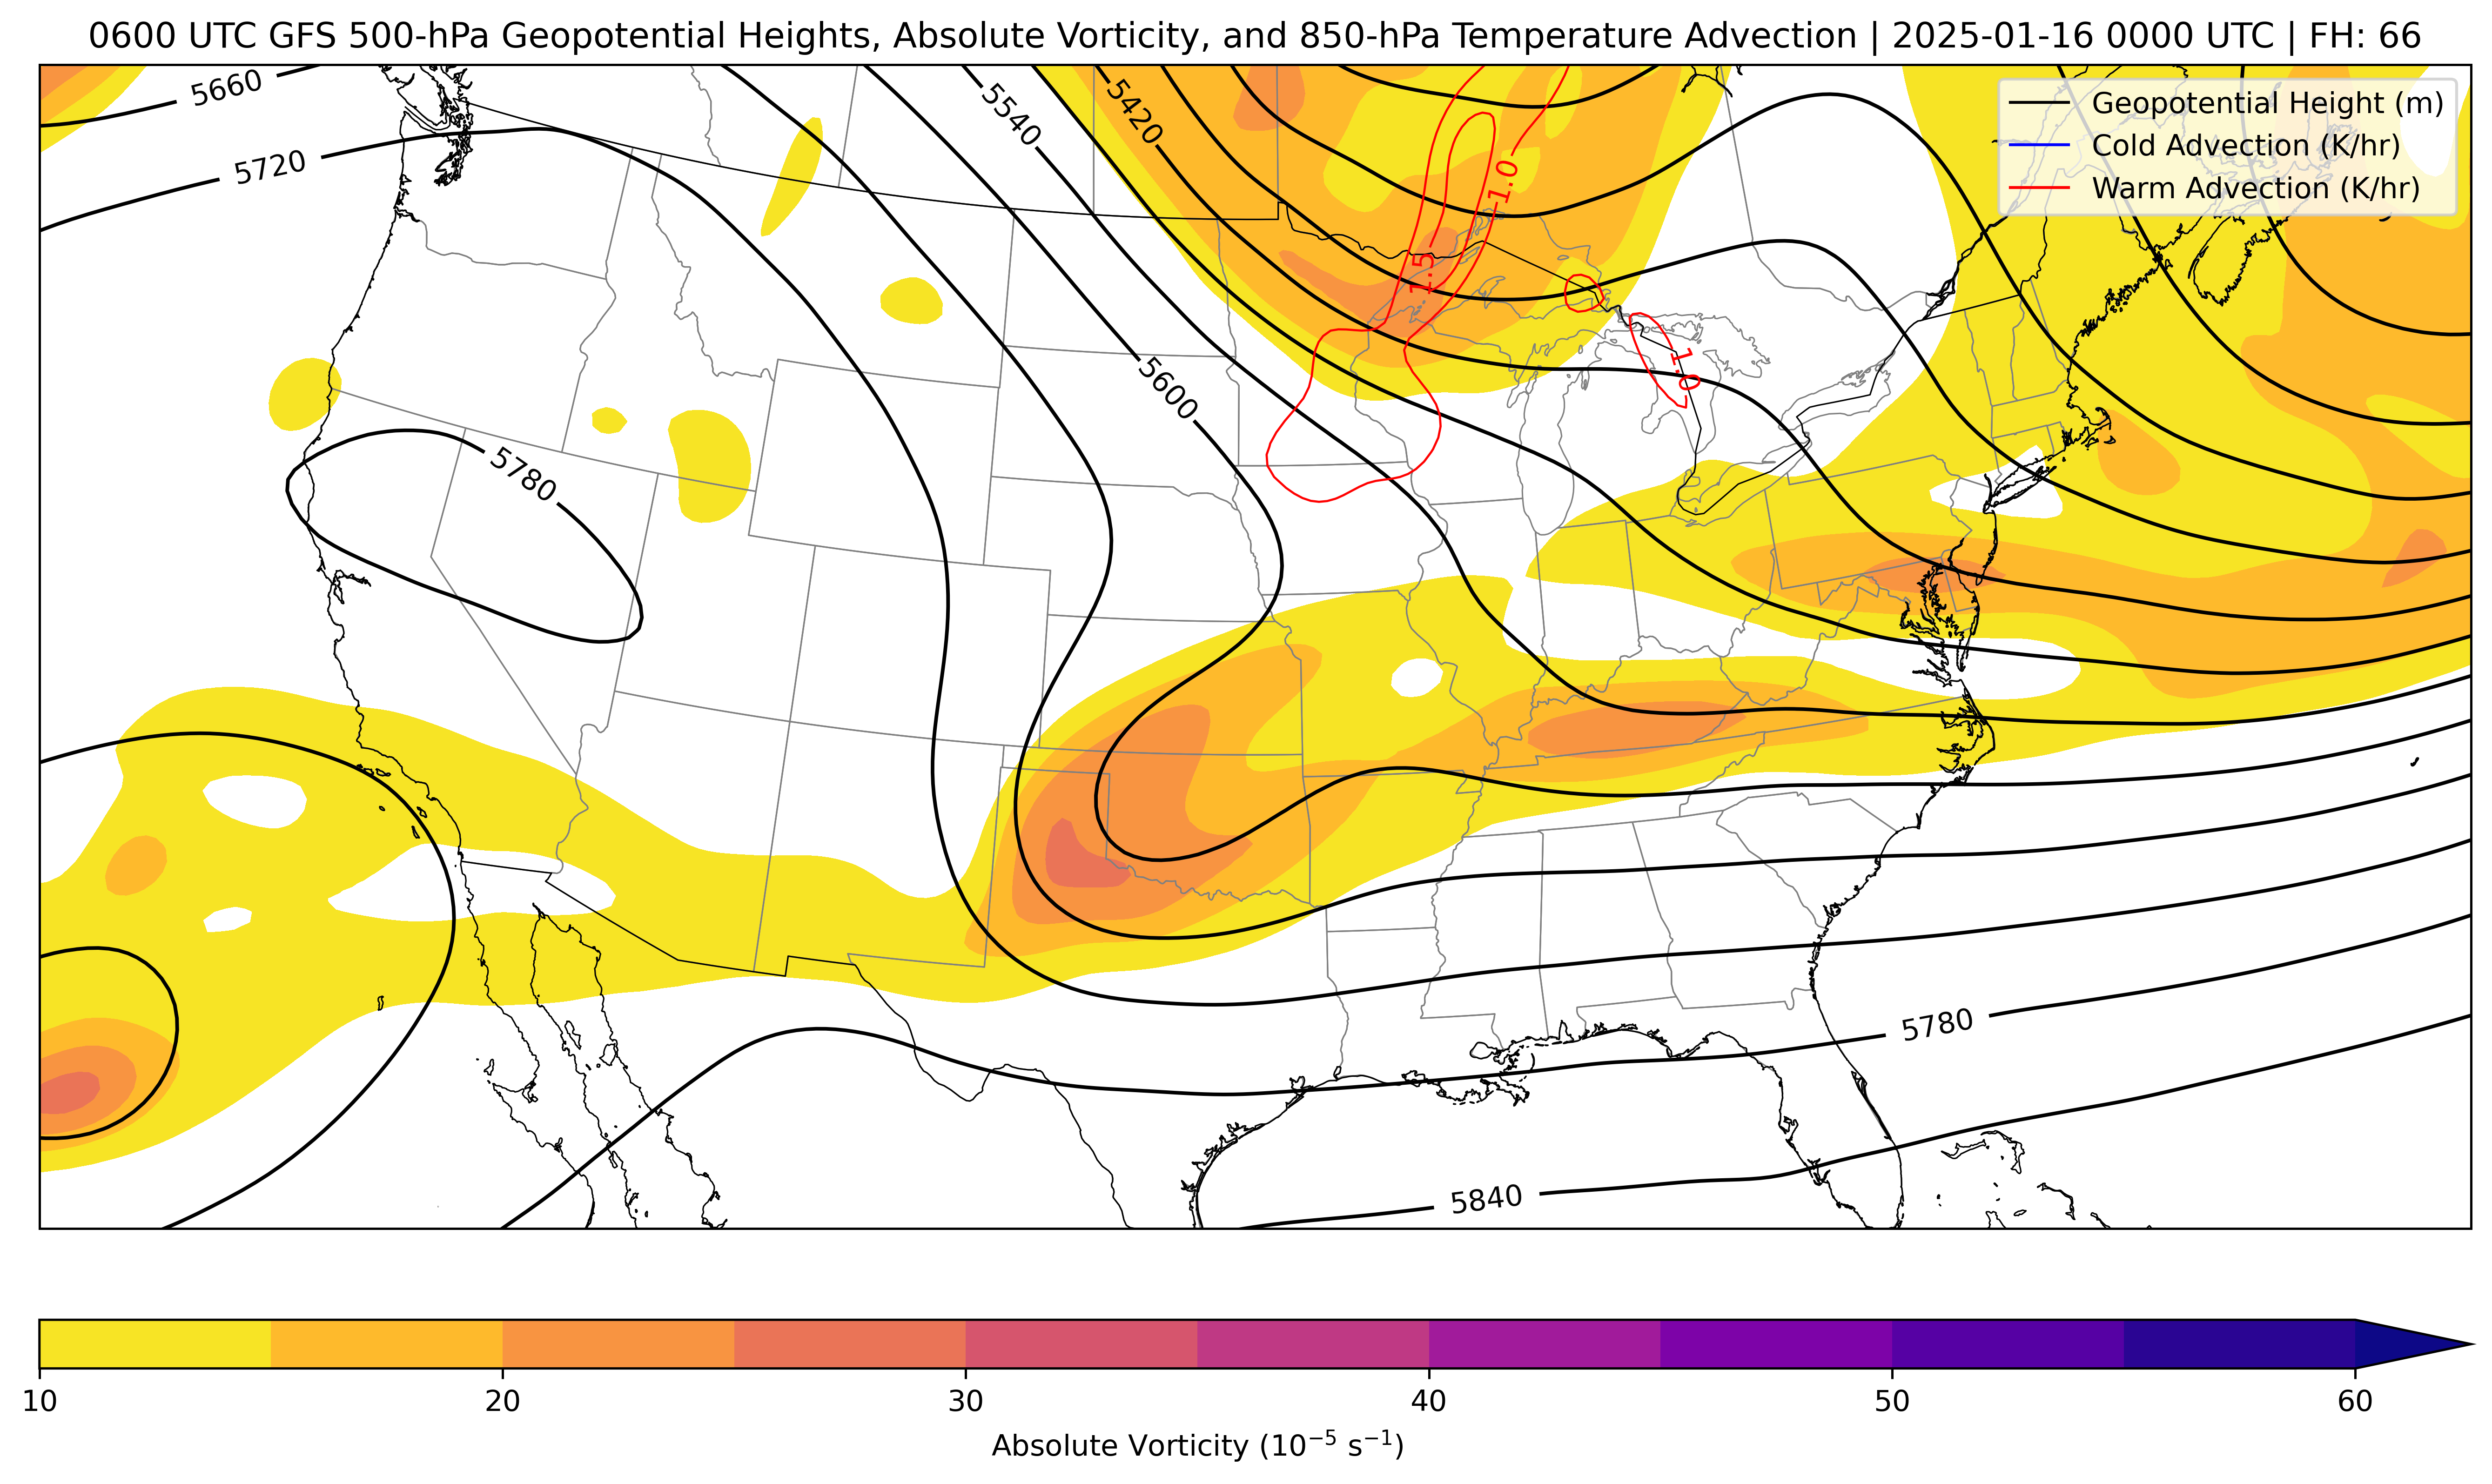 0600 UTC GFS 500-hPa Geopotential Heights, Absolute Vorticity, and 850-hPa Temperature Advection | 2025-01-16 0000 UTC | FH: 66
5660
5720
5540
5420
1.0
Geopotential Height (m)
Cold Advection (K/hr)
Warm Advection (K/hr)
1.5
1.0
5600
5780
5780
5840
10 20 30 40 50 60
Absolute Vorticity (10⁻⁵ s⁻¹)